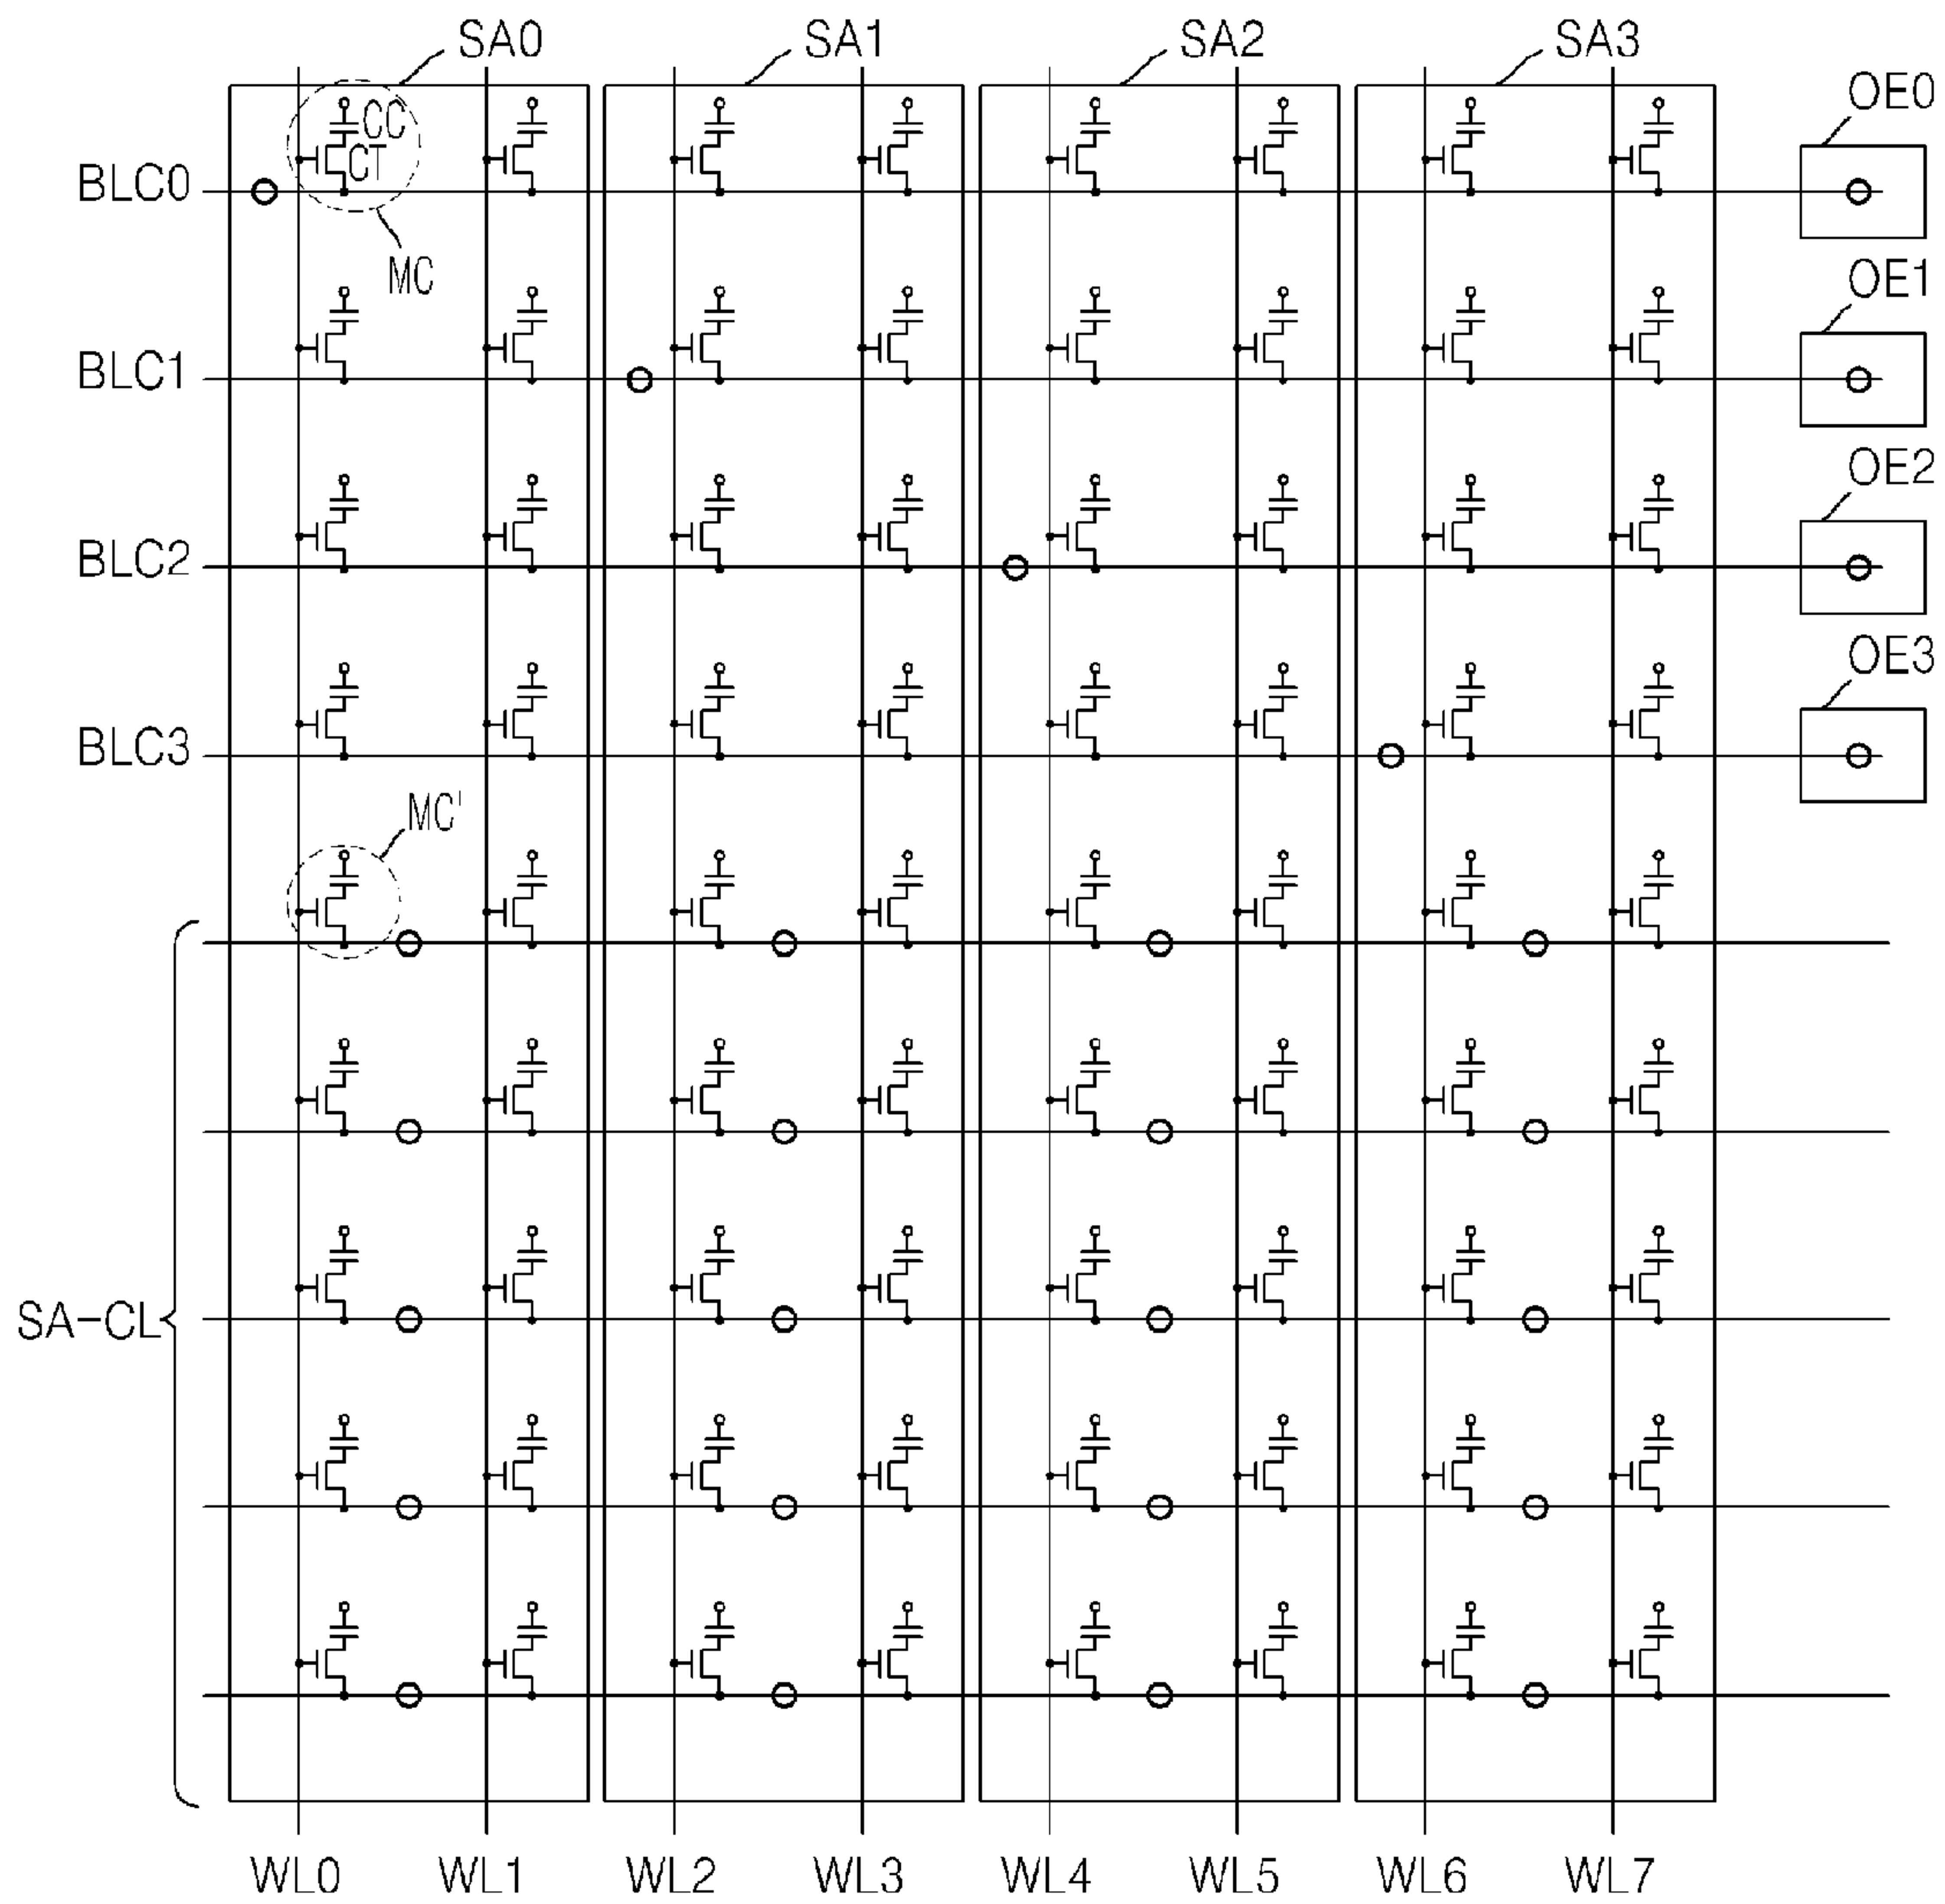 SA0 SA1 SA2 SA3
OE0
CC
CT
BLC0
MC
OE1
BLC1
OE2
BLC2
OE3
BLC3
MC'
SA-CL
WL0 WL1 WL2 WL3 WL4 WL5 WL6 WL7